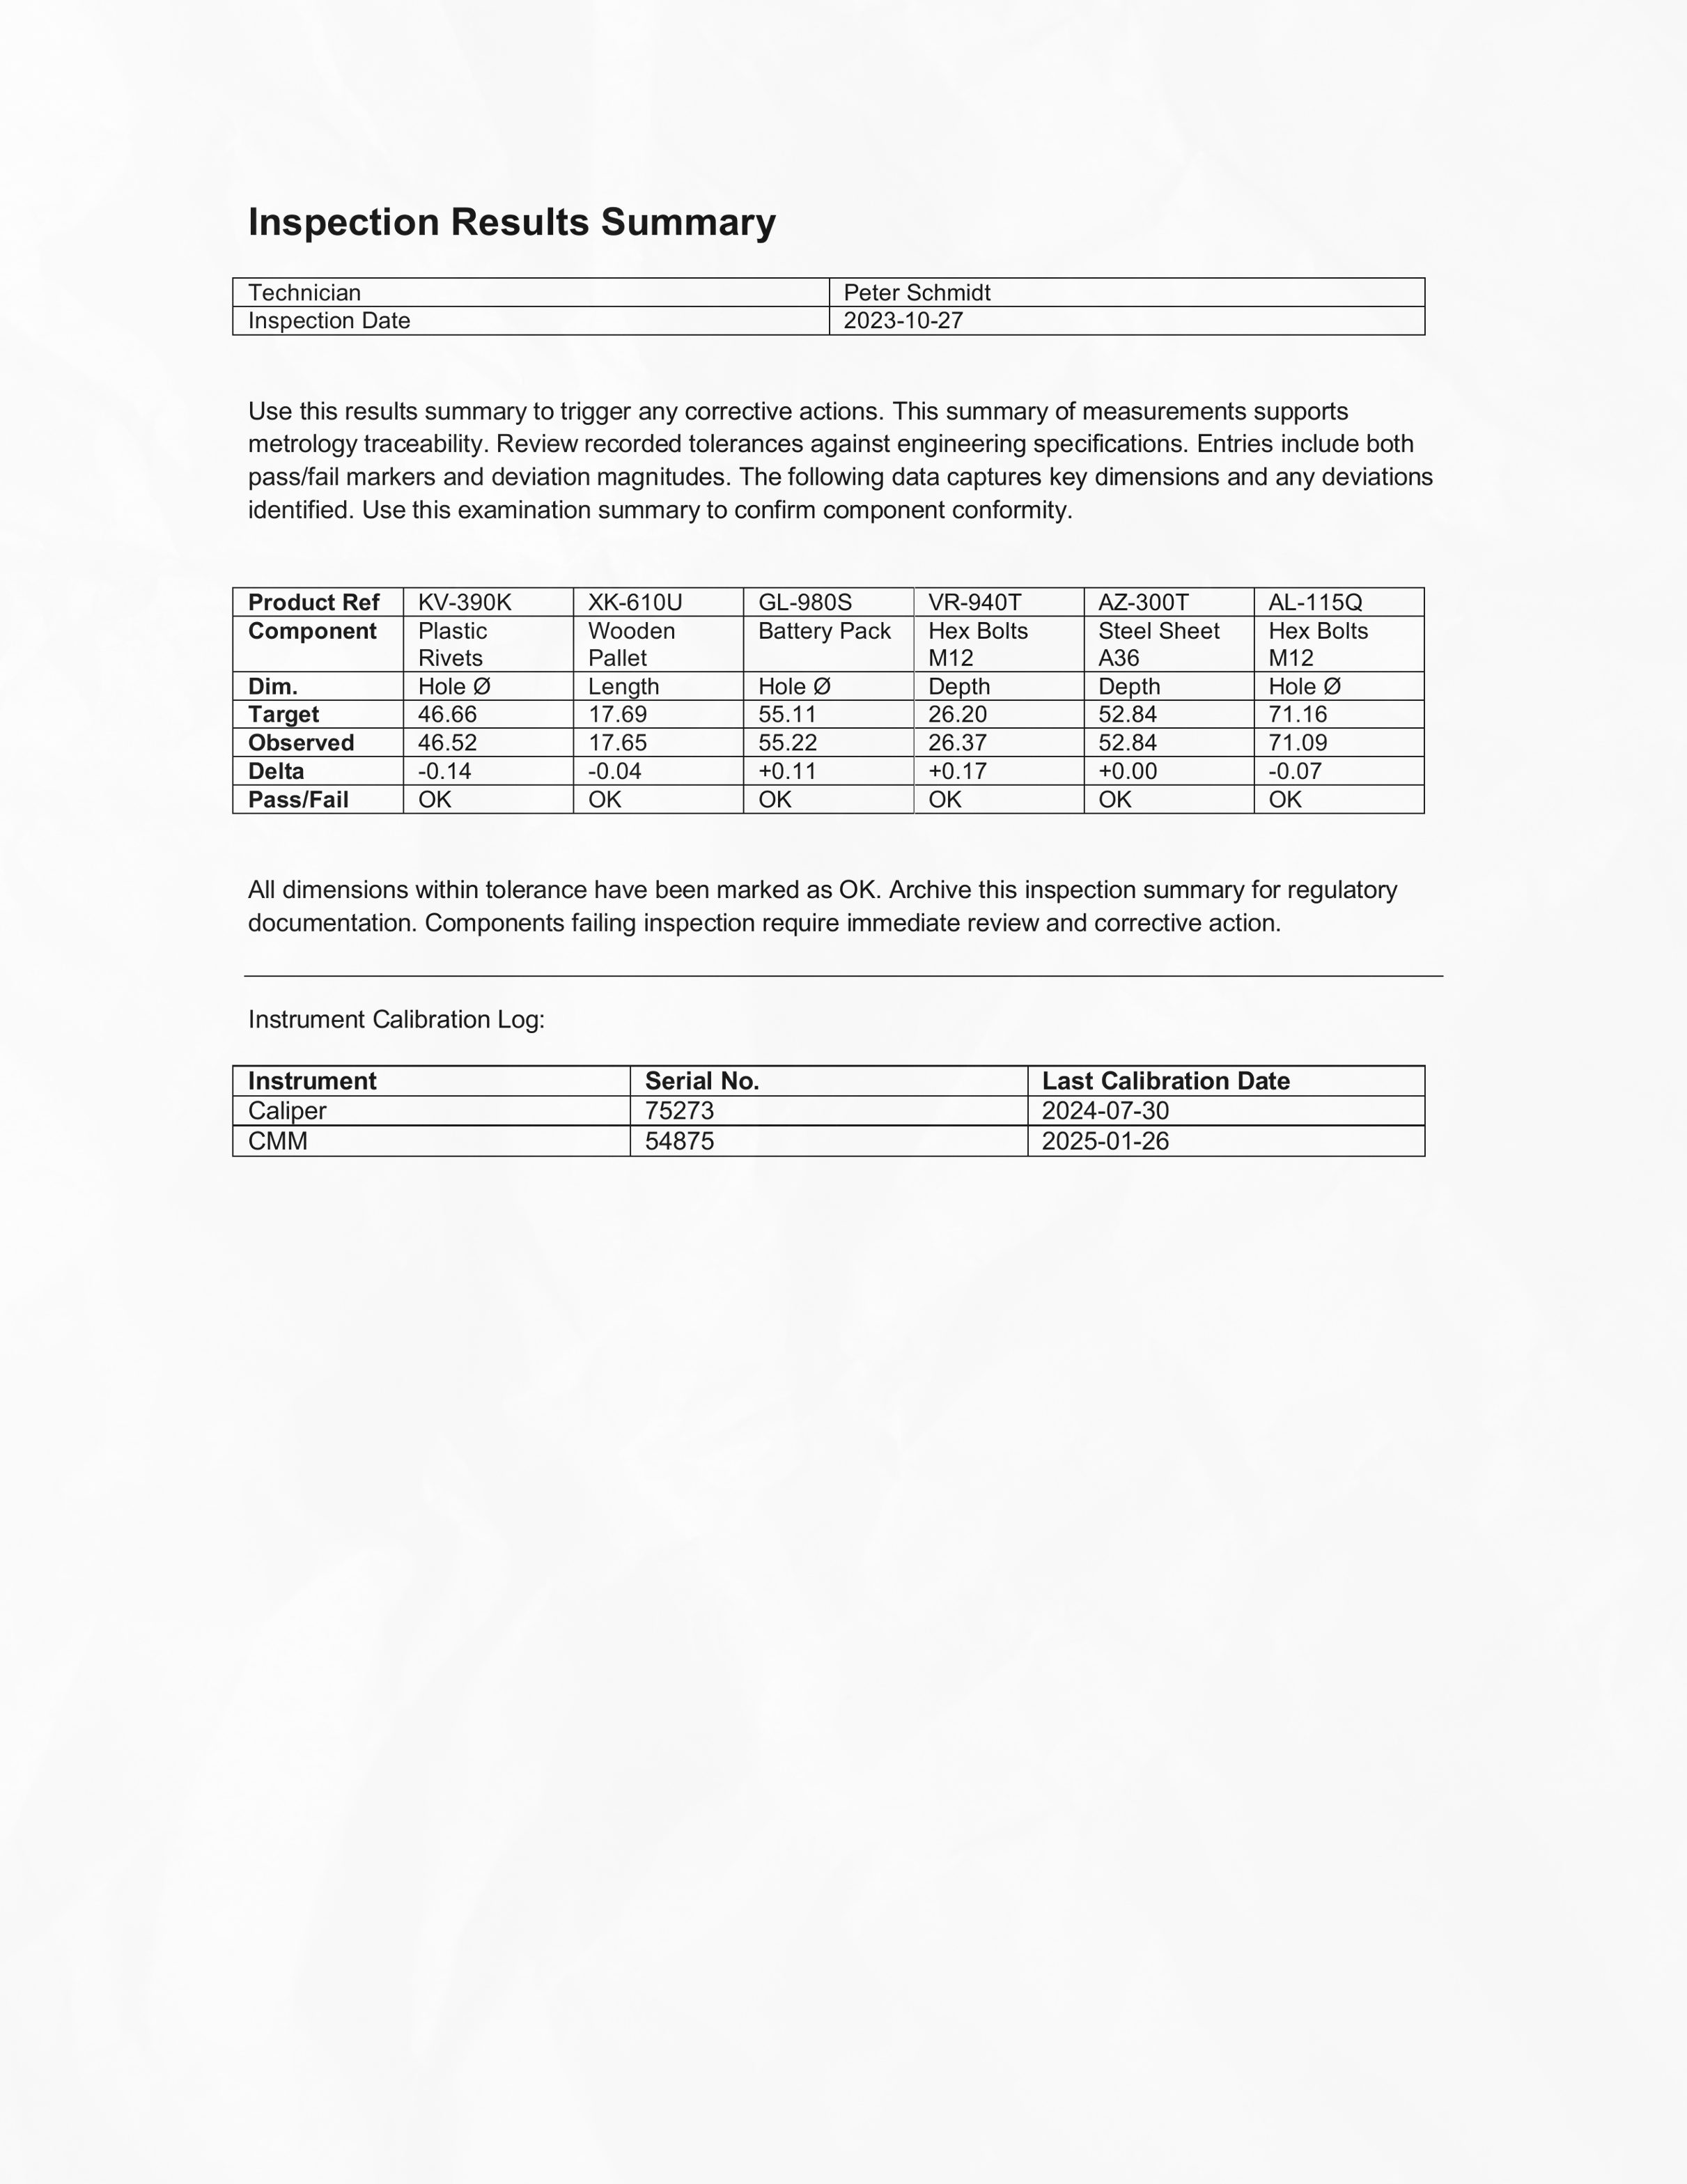 Inspection Results Summary
Technician Peter Schmidt
Inspection Date 2023-10-27
Use this results summary to trigger any corrective actions. This summary of measurements supports
metrology traceability. Review recorded tolerances against engineering specifications. Entries include both
pass/fail markers and deviation magnitudes. The following data captures key dimensions and any deviations
identified. Use this examination summary to confirm component conformity.
Product Ref KV-390K XK-610U GL-980S VR-940T AZ-300T AL-115Q
Component Plastic Wooden Battery Pack Hex Bolts Steel Sheet Hex Bolts
Rivets Pallet M12 A36 M12
Dim. Hole Ø Length Hole Ø Depth Depth Hole Ø
Target 46.66 17.69 55.11 26.20 52.84 71.16
Observed 46.52 17.65 55.22 26.37 52.84 71.09
Delta -0.14 -0.04 +0.11 +0.17 +0.00 -0.07
Pass/Fail OK OK OK OK OK OK
All dimensions within tolerance have been marked as OK. Archive this inspection summary for regulatory
documentation. Components failing inspection require immediate review and corrective action.
Instrument Calibration Log:
Instrument Serial No. Last Calibration Date
Caliper 75273 2024-07-30
CMM 54875 2025-01-26